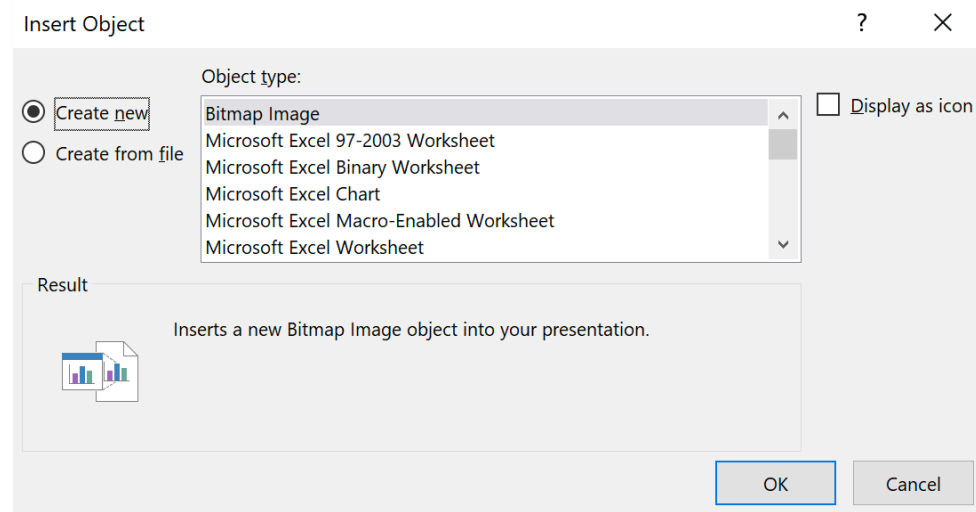 Insert Object ? ✕
Object type:
Create new
Create from file
Bitmap Image
Microsoft Excel 97-2003 Worksheet
Microsoft Excel Binary Worksheet
Microsoft Excel Chart
Microsoft Excel Macro-Enabled Worksheet
Microsoft Excel Worksheet
Display as icon
Result
Inserts a new Bitmap Image object into your presentation.
OK Cancel